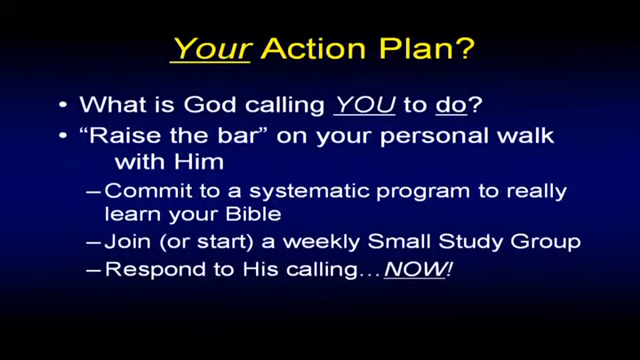 Your Action Plan?
• What is God calling YOU to do?
• “Raise the bar” on your personal walk
with Him
–Commit to a systematic program to really
learn your Bible
–Join (or start) a weekly Small Study Group
–Respond to His calling…NOW!